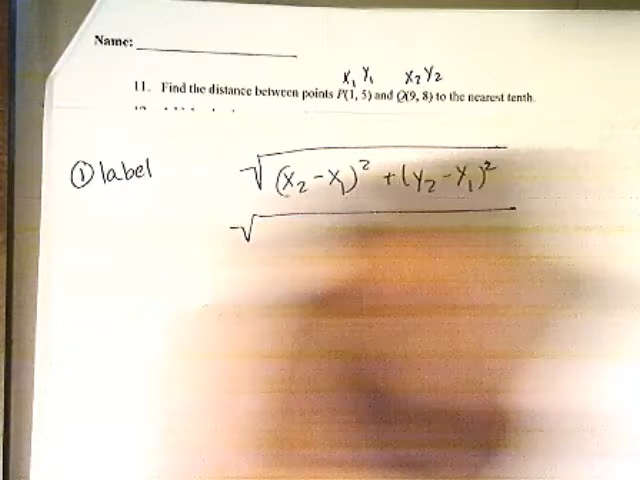 Name:
X₁ Y₁ X₂ Y₂
11. Find the distance between points P(1, 5) and Q(9, 8) to the nearest tenth.
① label √(X₂ - X₁)² + (Y₂ - Y₁)²
√